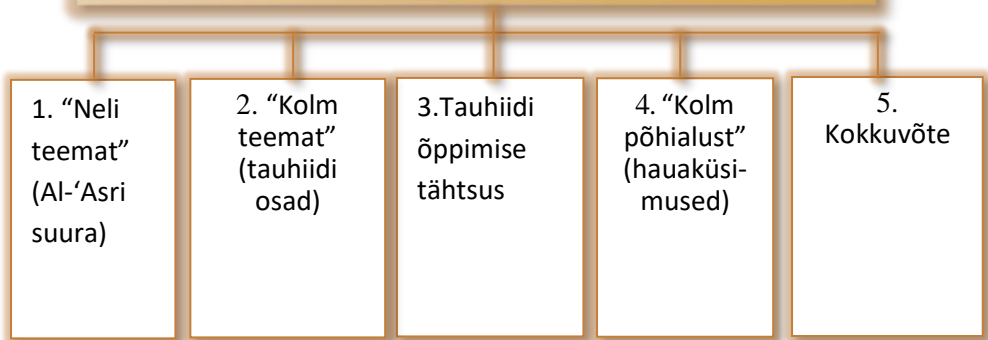 1. “Neli
teemat”
(Al-‘Asri
suura)
2. “Kolm
teemat”
(tauhiidi
osad)
3.Tauhiidi
õppimise
tähtsus
4. “Kolm
põhialust”
(hauaküsi-
mused)
5.
Kokkuvõte